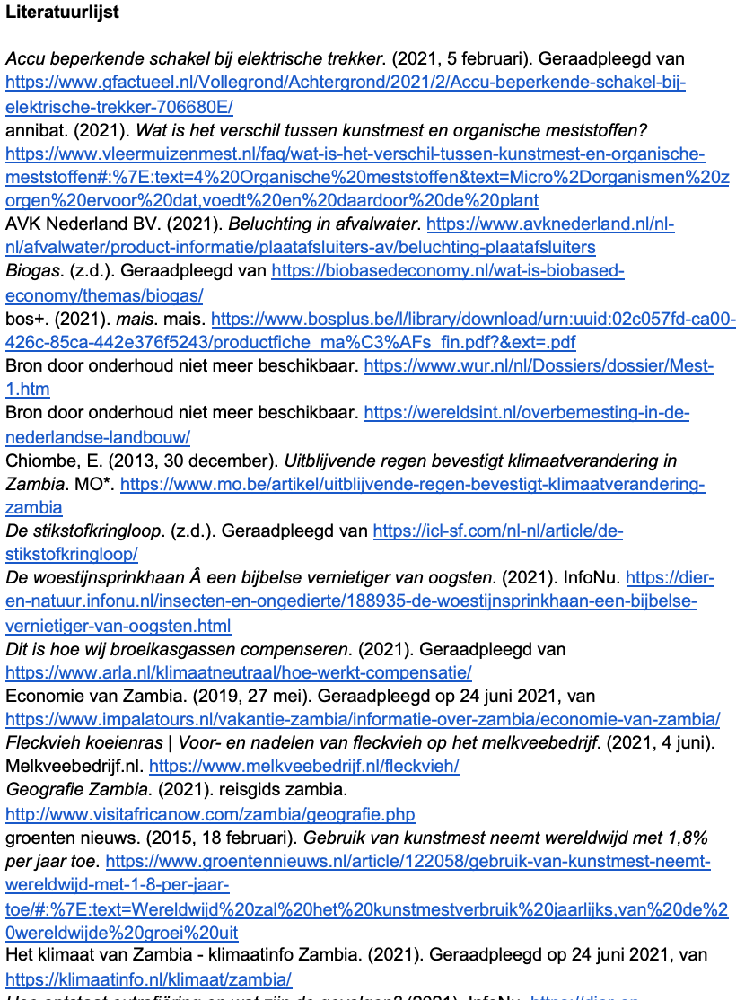 Literatuurlijst
Accu beperkende schakel bij elektrische trekker. (2021, 5 februari). Geraadpleegd van
https://www.gfactueel.nl/Vollegrond/Achtergrond/2021/2/Accu-beperkende-schakel-bij-
elektrische-trekker-706680E/
annibat. (2021). Wat is het verschil tussen kunstmest en organische meststoffen?
https://www.vleermuizenmest.nl/faq/wat-is-het-verschil-tussen-kunstmest-en-organische-
meststoffen#:%7E:text=4%20Organische%20meststoffen&text=Micro%2Dorganismen%20z
orgen%20ervoor%20dat,voedt%20en%20daardoor%20de%20plant
AVK Nederland BV. (2021). Beluchting in afvalwater. https://www.avknederland.nl/nl-
nl/afvalwater/product-informatie/plaatafsluiters-av/beluchting-plaatafsluiters
Biogas. (z.d.). Geraadpleegd van https://biobasedeconomy.nl/wat-is-biobased-
economy/themas/biogas/
bos+. (2021). mais. mais. https://www.bosplus.be/l/library/download/urn:uuid:02c057fd-ca00-
426c-85ca-442e376f5243/productfiche_ma%C3%AFs_fin.pdf?&ext=.pdf
Bron door onderhoud niet meer beschikbaar. https://www.wur.nl/nl/Dossiers/dossier/Mest-
1.htm
Bron door onderhoud niet meer beschikbaar. https://wereldsint.nl/overbemesting-in-de-
nederlandse-landbouw/
Chiombe, E. (2013, 30 december). Uitblijvende regen bevestigt klimaatverandering in
Zambia. MO*. https://www.mo.be/artikel/uitblijvende-regen-bevestigt-klimaatverandering-
zambia
De stikstofkringloop. (z.d.). Geraadpleegd van https://icl-sf.com/nl-nl/article/de-
stikstofkringloop/
De woestijnsprinkhaan Â een bijbelse vernietiger van oogsten. (2021). InfoNu. https://dier-
en-natuur.infonu.nl/insecten-en-ongedierte/188935-de-woestijnsprinkhaan-een-bijbelse-
vernietiger-van-oogsten.html
Dit is hoe wij broeikasgassen compenseren. (2021). Geraadpleegd van
https://www.arla.nl/klimaatneutraal/hoe-werkt-compensatie/
Economie van Zambia. (2019, 27 mei). Geraadpleegd op 24 juni 2021, van
https://www.impalatours.nl/vakantie-zambia/informatie-over-zambia/economie-van-zambia/
Fleckvieh koeienras | Voor- en nadelen van fleckvieh op het melkveebedrijf. (2021, 4 juni).
Melkveebedrijf.nl. https://www.melkveebedrijf.nl/fleckvieh/
Geografie Zambia. (2021). reisgids zambia.
http://www.visitafricanow.com/zambia/geografie.php
groenten nieuws. (2015, 18 februari). Gebruik van kunstmest neemt wereldwijd met 1,8%
per jaar toe. https://www.groentennieuws.nl/article/122058/gebruik-van-kunstmest-neemt-
wereldwijd-met-1-8-per-jaar-
toe/#:%7E:text=Wereldwijd%20zal%20het%20kunstmestverbruik%20jaarlijks,van%20de%2
0wereldwijde%20groei%20uit
Het klimaat van Zambia - klimaatinfo Zambia. (2021). Geraadpleegd op 24 juni 2021, van
https://klimaatinfo.nl/klimaat/zambia/